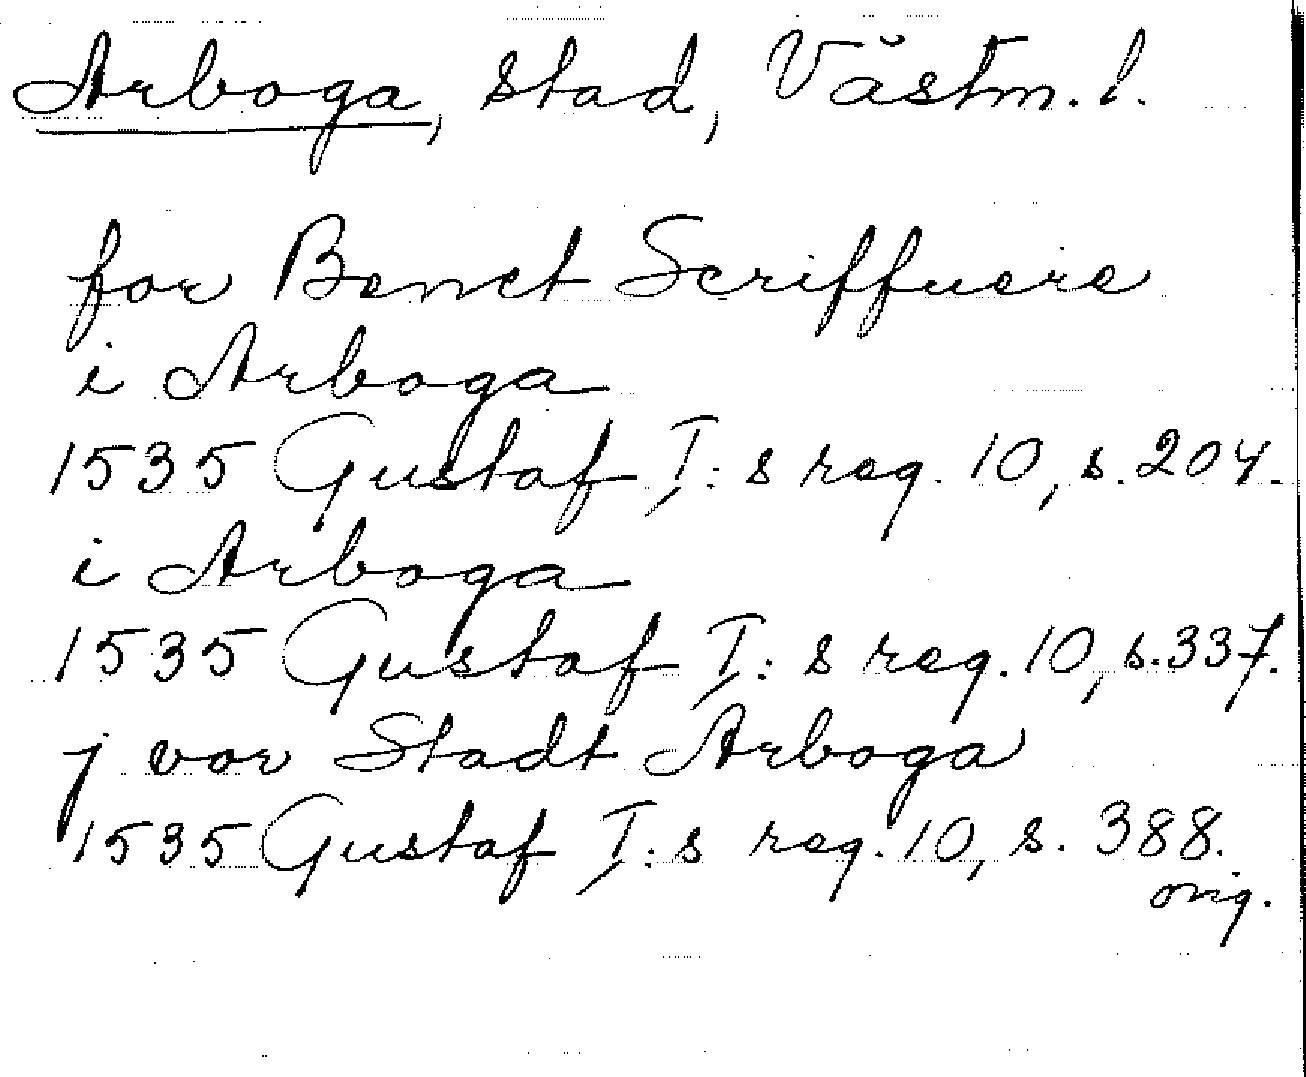 Arboga, stad, Västm. l.
for Benct Scriffuere
i Arboga
1535 Gustaf I:s reg. 10, s. 204.
i Arboga
1535 Gustaf I:s reg. 10, s. 337.
j vor Stadt Arboga
1535 Gustaf I:s reg. 10, s. 388.
orig.